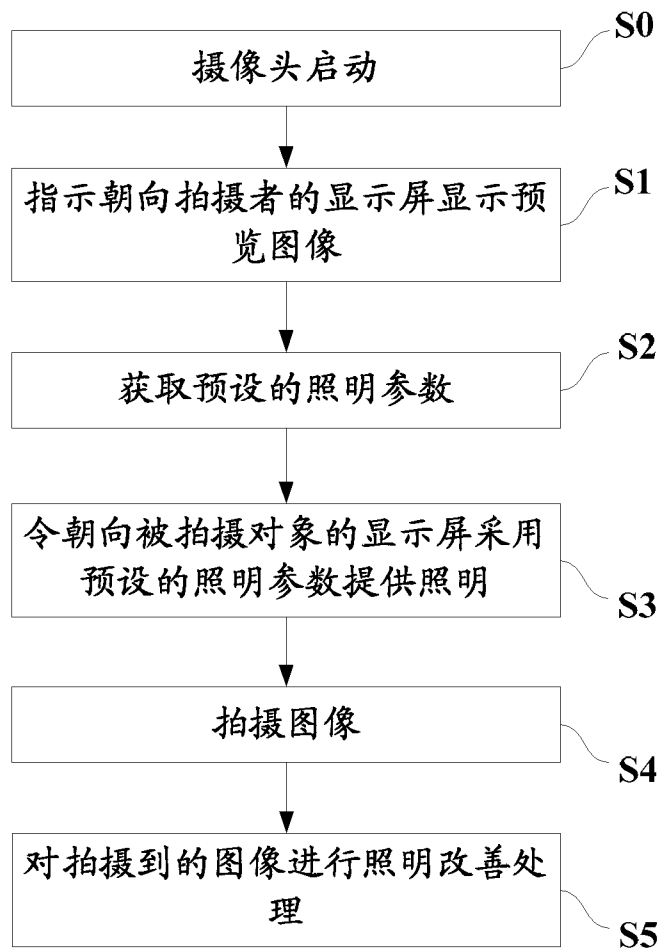 S0
摄像头启动
S1
指示朝向拍摄者的显示屏显示预
览图像
S2
获取预设的照明参数
令朝向被拍摄对象的显示屏采用
预设的照明参数提供照明
S3
拍摄图像
S4
对拍摄到的图像进行照明改善处
理
S5